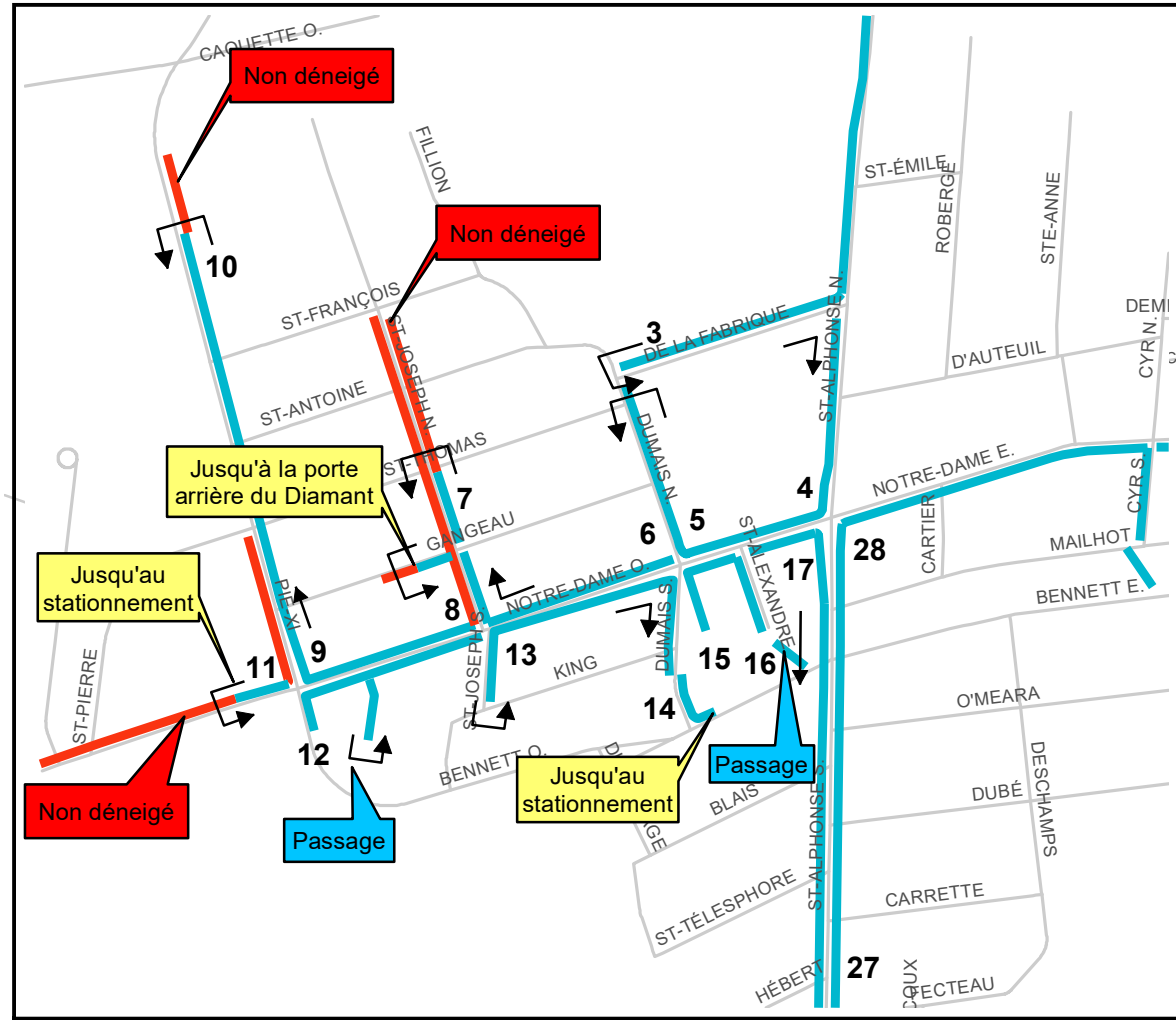 CAQUETTE O.
Non déneigé
FILLION
ST-ÉMILE
ROBERGE
STE-ANNE
Non déneigé
10
ST-FRANÇOIS
ST-JOSEPH N.
3
DE LA FABRIQUE
ST-ALPHONSE N.
D'AUTEUIL
CYR N.
ST-ANTOINE
DUMAIS N.
Jusqu'à la porte
arrière du Diamant
7
4
NOTRE-DAME E.
CYR S.
GANGEAU
6
5
ST-ALEXANDRE
17
28
CARTIER
MAILHOT
Jusqu'au
stationnement
PIE-XI
8
NOTRE-DAME O.
BENNETT E.
ST-PIERRE
11
9
ST-JOSEPH S.
13
KING
DUMAIS S.
15
16
O'MEARA
12
14
BENNETT O.
Passage
Non déneigé
Passage
Jusqu'au
stationnement
BLAIS
ST-ALPHONSE S.
DUBÉ
DESCHAMPS
ST-TÉLESPHORE
CARRETTE
HÉBERT
27
FECTEAU